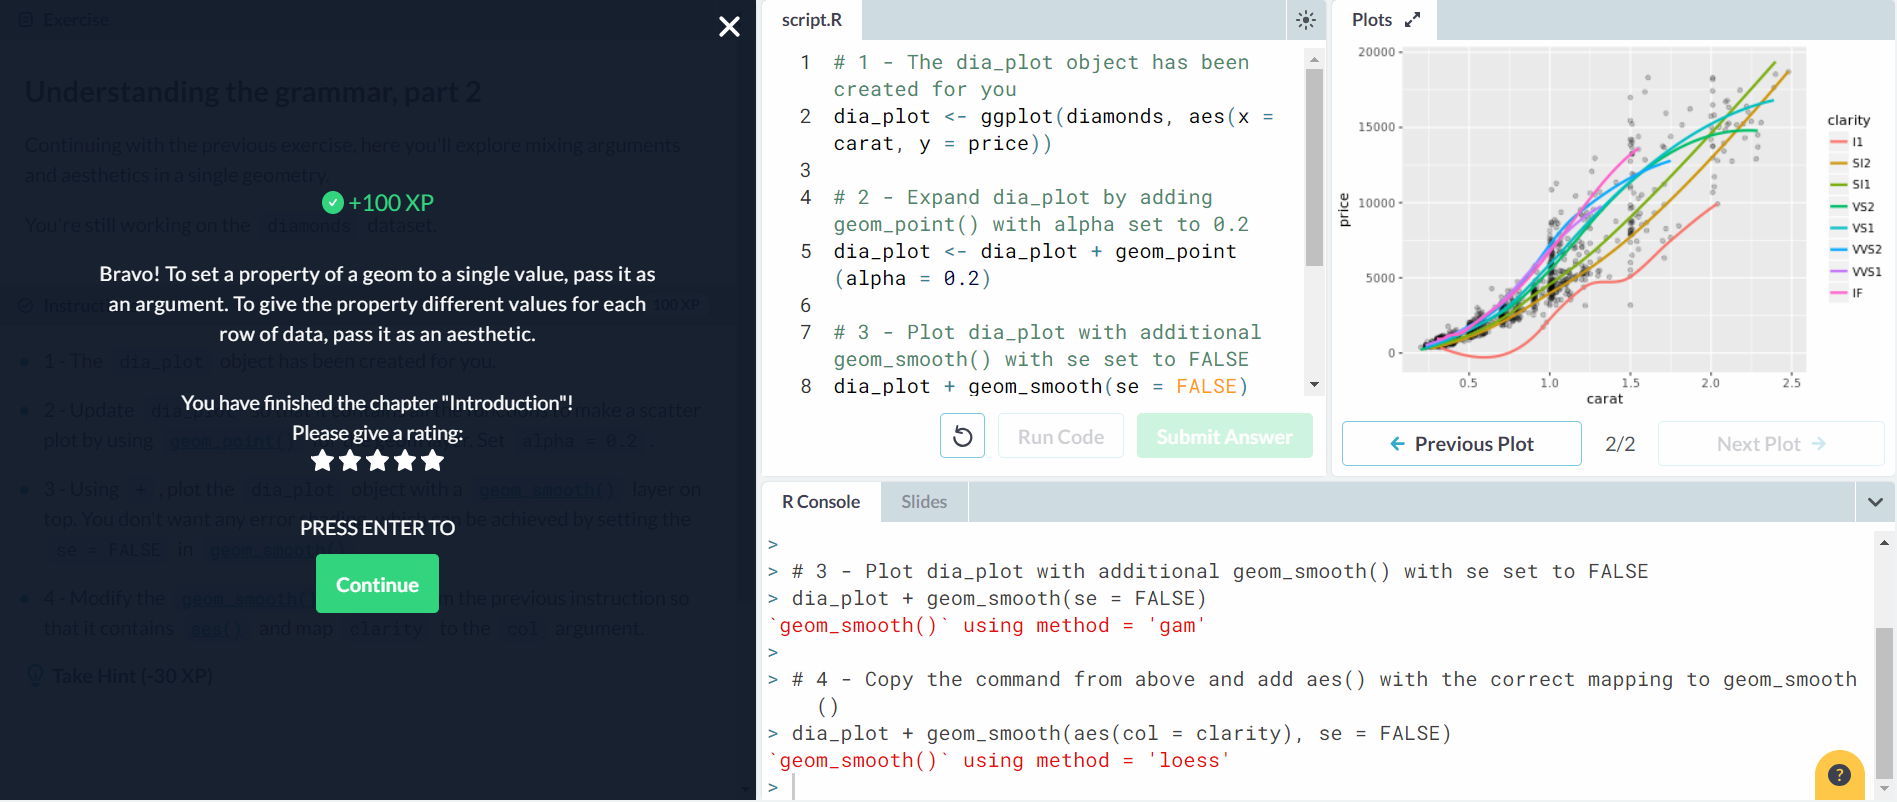 Exercise
Understanding the grammar, part 2
Continuing with the previous exercise, here you'll explore mixing arguments
and aesthetics in a single geometry.
+100 XP
You're still working on the diamonds dataset.
Bravo! To set a property of a geom to a single value, pass it as
an argument. To give the property different values for each
100 XP
row of data, pass it as an aesthetic.
1 - The dia_plot object has been created for you.
You have finished the chapter "Introduction"!
2 - Update make a scatter
Please give a rating:
plot by using geom_point() Set alpha = 0.2 .
3 - Using + , plot the dia_plot object with a geom_smooth() layer on
top. You don't want any error be achieved by setting the
PRESS ENTER TO
se = FALSE in geom_smooth()
Continue
4 - Modify the geom_smooth( the previous instruction so
that it contains aes() and map clarity to the col argument.
Take Hint (-30 XP)
script.R
1 # 1 - The dia_plot object has been
created for you
2 dia_plot <- ggplot(diamonds, aes(x =
carat, y = price))
3
4 # 2 - Expand dia_plot by adding
geom_point() with alpha set to 0.2
5 dia_plot <- dia_plot + geom_point
(alpha = 0.2)
6
7 # 3 - Plot dia_plot with additional
geom_smooth() with se set to FALSE
8 dia_plot + geom_smooth(se = FALSE)
Run Code
Submit Answer
Plots
20000
15000
10000
5000
0
price
0.5 1.0 1.5 2.0 2.5
carat
clarity
I1
SI2
SI1
VS2
VS1
VVS2
VVS1
IF
Previous Plot
2/2
Next Plot
R Console
Slides
>
> # 3 - Plot dia_plot with additional geom_smooth() with se set to FALSE
> dia_plot + geom_smooth(se = FALSE)
`geom_smooth()` using method = 'gam'
>
> # 4 - Copy the command from above and add aes() with the correct mapping to geom_smooth
()
> dia_plot + geom_smooth(aes(col = clarity), se = FALSE)
`geom_smooth()` using method = 'loess'
>
?